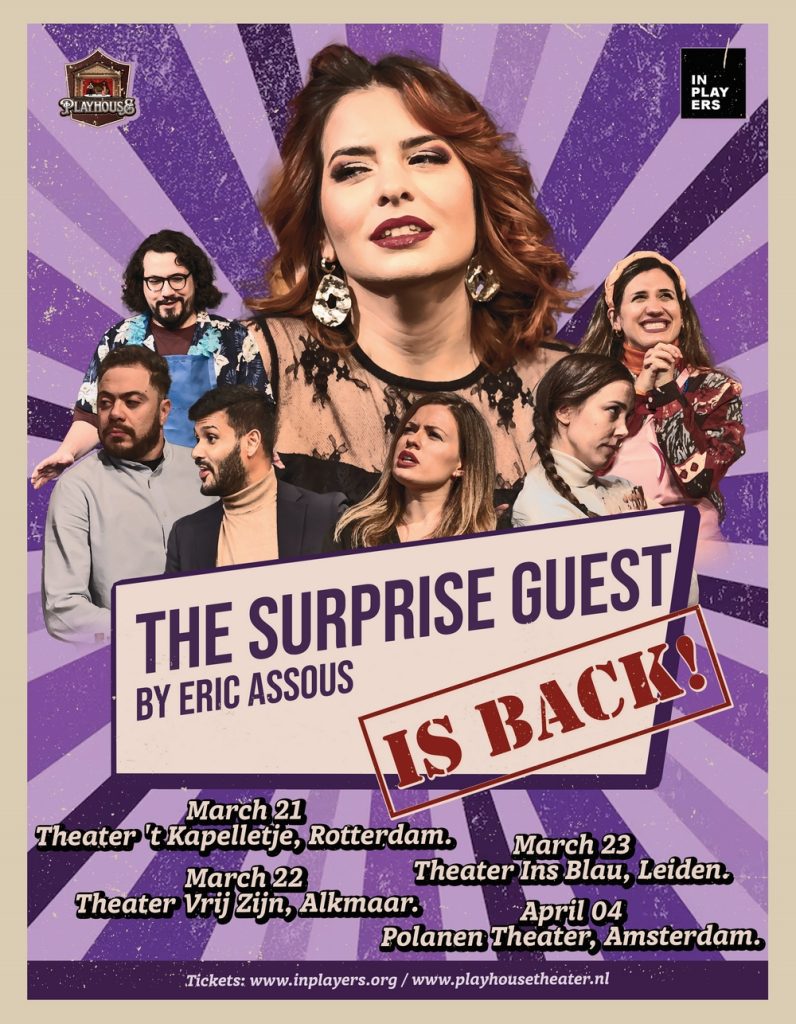 PLAYHOUSE
IN
PLAY
ERS
THE SURPRISE GUEST
BY ERIC ASSOUS
IS BACK!
March 21
Theater 't Kapelletje, Rotterdam.
March 22
Theater Vrij Zijn, Alkmaar.
March 23
Theater Ins Blau, Leiden.
April 04
Polanen Theater, Amsterdam.
Tickets: www.inplayers.org / www.playhousetheater.nl